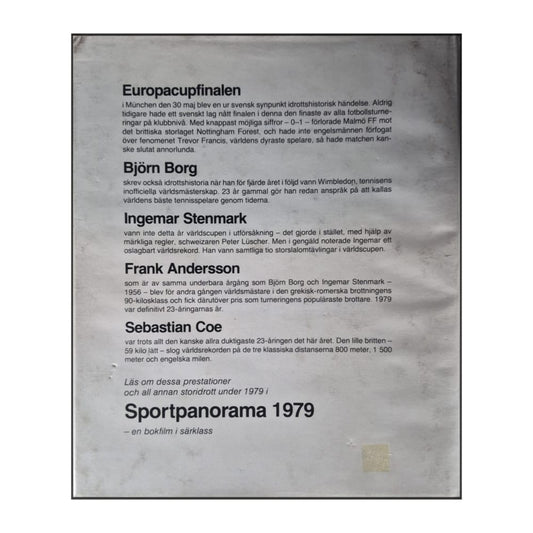 Europacupfinalen
i München den 30 maj blev en ur svensk synpunkt idrottshistorisk händelse. Aldrig
tidigare hade ett svenskt lag nått finalen i denna den finaste av alla fotbollsturne-
ringar på klubbnivå. Med knappast möjliga siffror – 0–1 – förlorade Malmö FF mot
det brittiska storlaget Nottingham Forest, och hade inte engelsmännen förfogat
över fenomenet Trevor Francis, världens dyraste spelare, så hade matchen kan-
ske slutat annorlunda.
Björn Borg
skrev också idrottshistoria när han för fjärde året i följd vann Wimbledon, tennisens
inofficiella världsmästerskap. 23 år gammal gör han redan anspråk på att kallas
världens bäste tennisspelare genom tiderna.
Ingemar Stenmark
vann inte detta år världscupen i utförsåkning – det gjorde i stället, med hjälp av
märkliga regler, schweizaren Peter Lüscher. Men i gengäld noterade Ingemar ett
oslagbart världsrekord. Han vann samtliga tio storslalomtävlingar i världscupen.
Frank Andersson
som är av samma underbara årgång som Björn Borg och Ingemar Stenmark –
1956 – blev för andra gången världsmästare i den grekisk-romerska brottningens
90-kilosklass och fick därutöver pris som turneringens populäraste brottare. 1979
var definitivt 23-åringarnas år.
Sebastian Coe
var trots allt den kanske allra duktigaste 23-åringen det här året. Den lille britten –
59 kilo lätt – slog världsrekorden på de tre klassiska distanserna 800 meter, 1 500
meter och engelska milen.
Läs om dessa prestationer
och all annan storidrott under 1979 i
Sportpanorama 1979
– en bokfilm i särklass